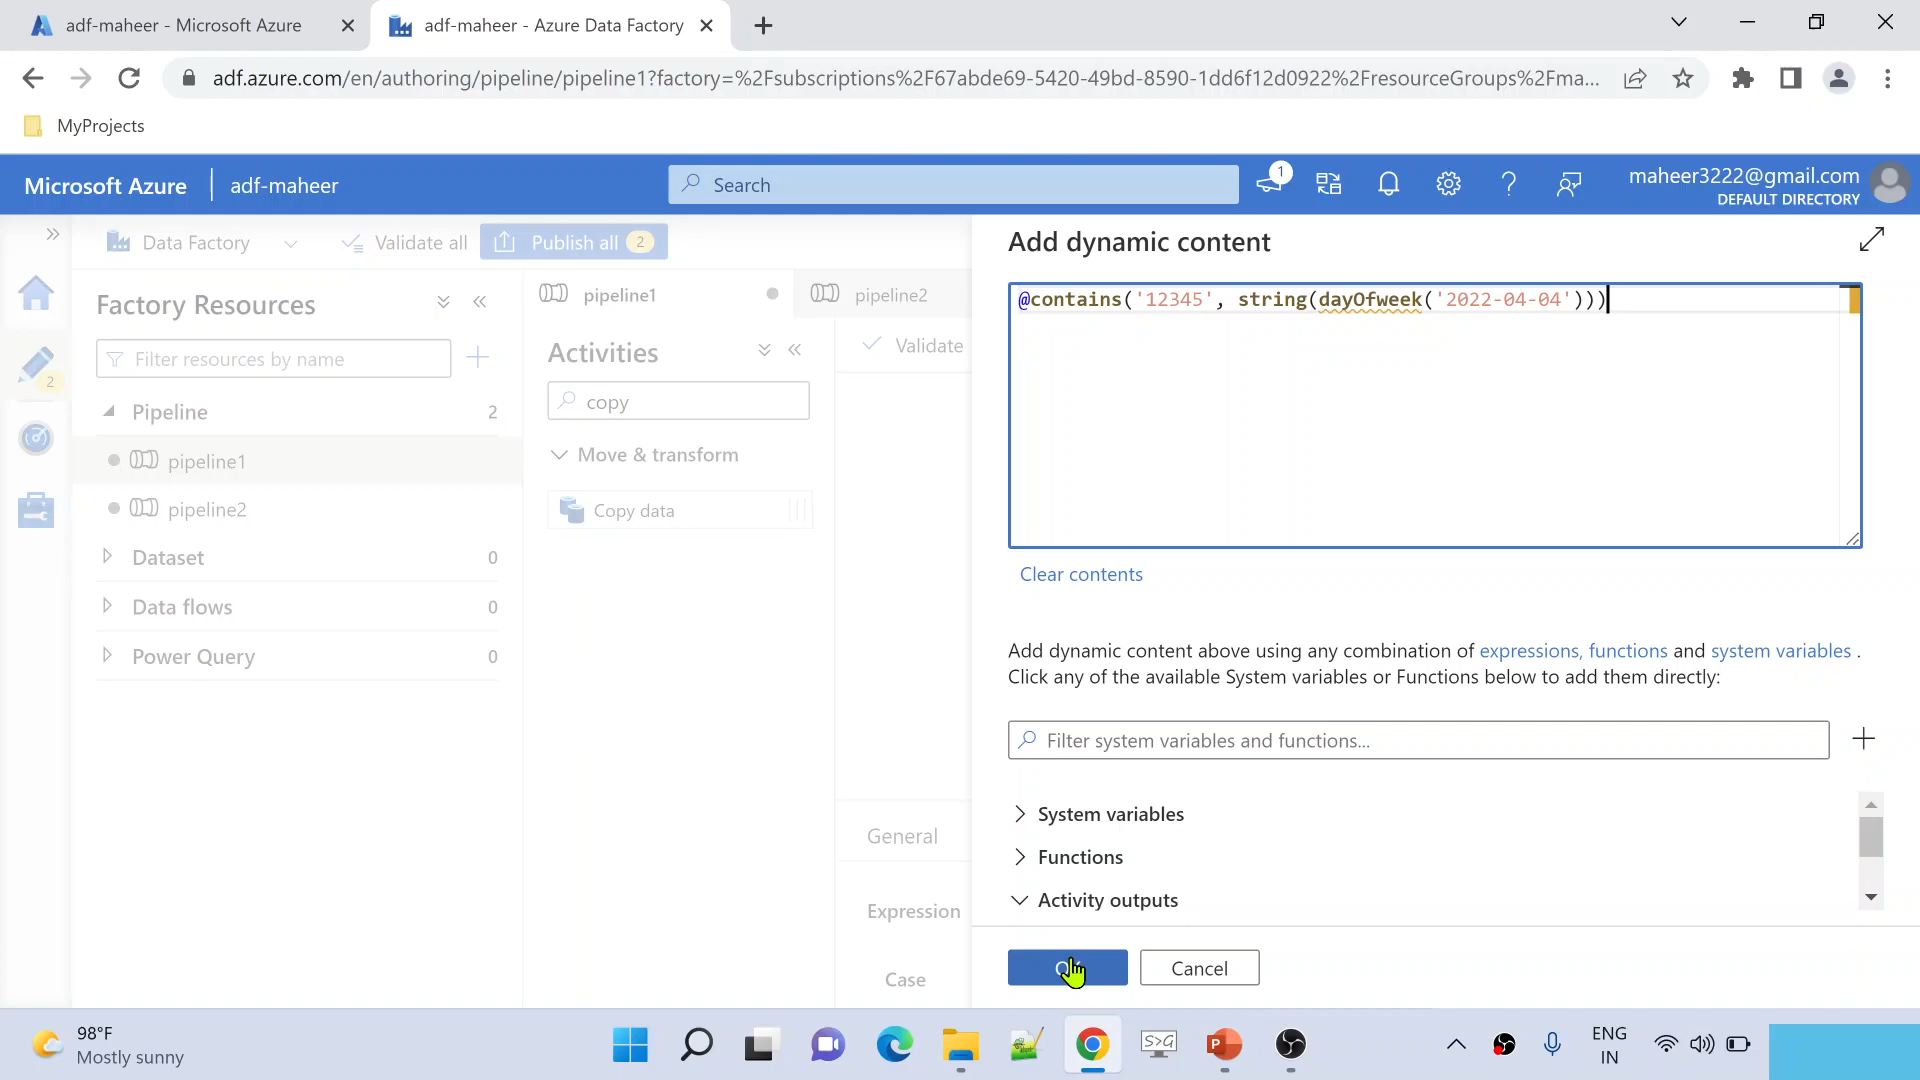 adf-maheer - Microsoft Azure
adf-maheer - Azure Data Factory
adf.azure.com/en/authoring/pipeline/pipeline1?factory=%2Fsubscriptions%2F67abde69-5420-49bd-8590-1dd6f12d0922%2FresourceGroups%2Fma...
MyProjects
Microsoft Azure
adf-maheer
Search
1
maheer3222@gmail.com
DEFAULT DIRECTORY
Data Factory
Validate all
Publish all 2
Add dynamic content
Factory Resources
pipeline1
pipeline2
@contains('12345', string(dayOfweek('2022-04-04')))
Activities
Validate
Filter resources by name
2
copy
Pipeline 2
Move & transform
pipeline1
pipeline2
Copy data
Dataset 0
Data flows 0
Power Query 0
Clear contents
Add dynamic content above using any combination of expressions, functions and system variables .
Click any of the available System variables or Functions below to add them directly:
Filter system variables and functions...
System variables
Functions
Activity outputs
General
Expression
Case
Cancel
98°F
Mostly sunny
S>G
P
ENG
IN